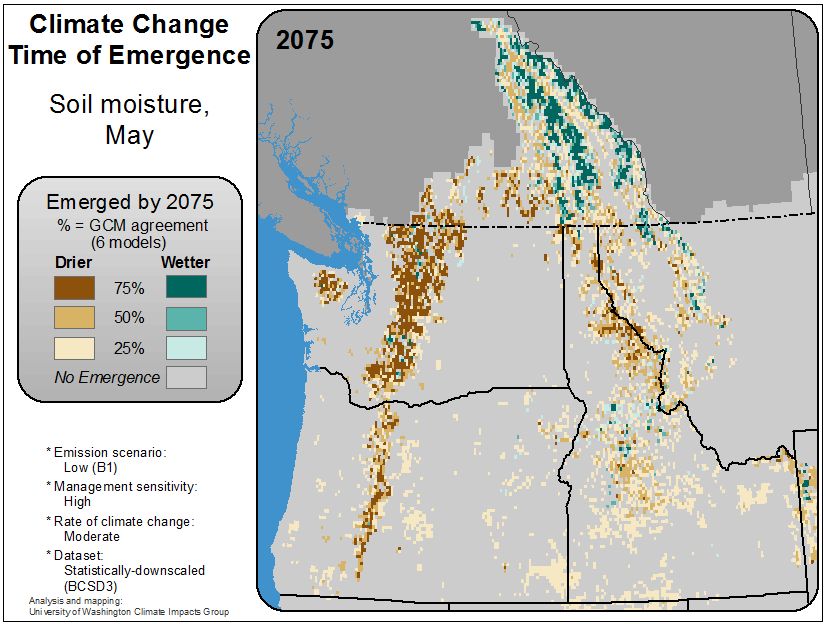 Climate Change
Time of Emergence
Soil moisture,
May
Emerged by 2075
% = GCM agreement
(6 models)
Drier Wetter
75%
50%
25%
No Emergence
* Emission scenario:
Low (B1)
* Management sensitivity:
High
* Rate of climate change:
Moderate
* Dataset:
Statistically-downscaled
(BCSD3)
Analysis and mapping:
University of Washington Climate Impacts Group
2075